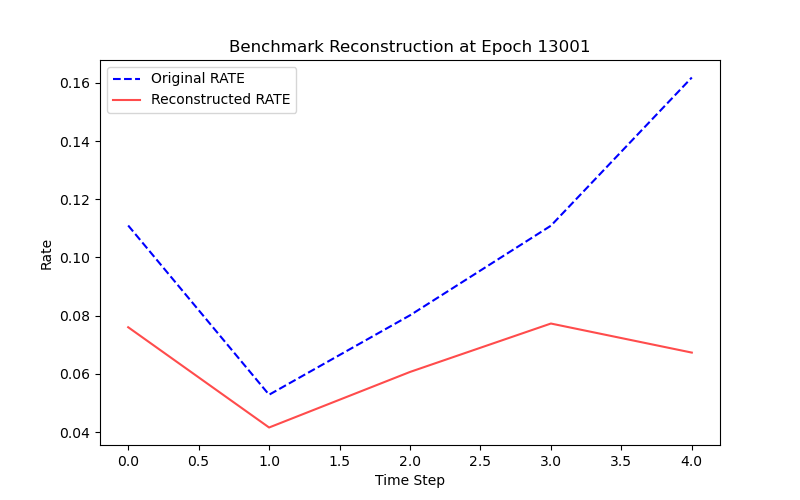 Benchmark Reconstruction at Epoch 13001
Original RATE
Reconstructed RATE
Rate
0.16
0.14
0.12
0.10
0.08
0.06
0.04
0.0 0.5 1.0 1.5 2.0 2.5 3.0 3.5 4.0
Time Step